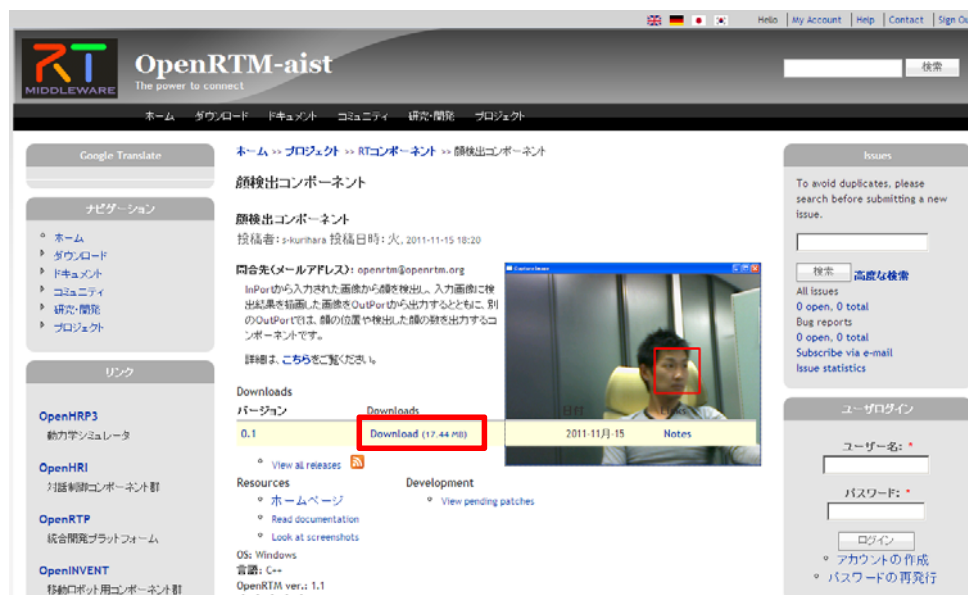 Hello My Account Help Contact Sign Ou
RT
MIDDLEWARE
OpenRTM-aist
The power to connect
検索
ホーム ダウンロード ドキュメント コミュニティ 研究・開発 プロジェクト
Google Translate
ナビゲーション
ホーム
ダウンロード
ドキュメント
コミュニティ
研究・開発
プロジェクト
リンク
OpenHRP3
動力学シミュレータ
OpenHRI
対話制御コンポーネント群
OpenRTP
統合開発プラットフォーム
OpenINVENT
移動ロボット用コンポーネント群
ホーム >> プロジェクト >> RTコンポーネント >> 顔検出コンポーネント
顔検出コンポーネント
顔検出コンポーネント
投稿者: s-kurihara 投稿日時: 火, 2011-11-15 18:20
問合先(メールアドレス): openrtm@openrtm.org
InPortから入力された画像から顔を検出し、入力画像に検
出結果を描画した画像をOutPortから出力するとともに、別
のOutPortでは、顔の位置や検出した顔の数を出力するコ
ンポーネントです。
詳細は、こちらをご覧ください。
Capture Image
Downloads
バージョン Downloads 日付 Links
0.1 Download (17.44 MB) 2011-11月-15 Notes
View all releases
Resources Development
ホームページ View pending patches
Read documentation
Look at screenshots
OS: Windows
言語: C++
OpenRTM ver.: 1.1
Issues
To avoid duplicates, please
search before submitting a new
issue.
検索 高度な検索
All issues
0 open, 0 total
Bug reports
0 open, 0 total
Subscribe via e-mail
Issue statistics
ユーザログイン
ユーザー名: *
パスワード: *
ログイン
アカウントの作成
パスワードの再発行